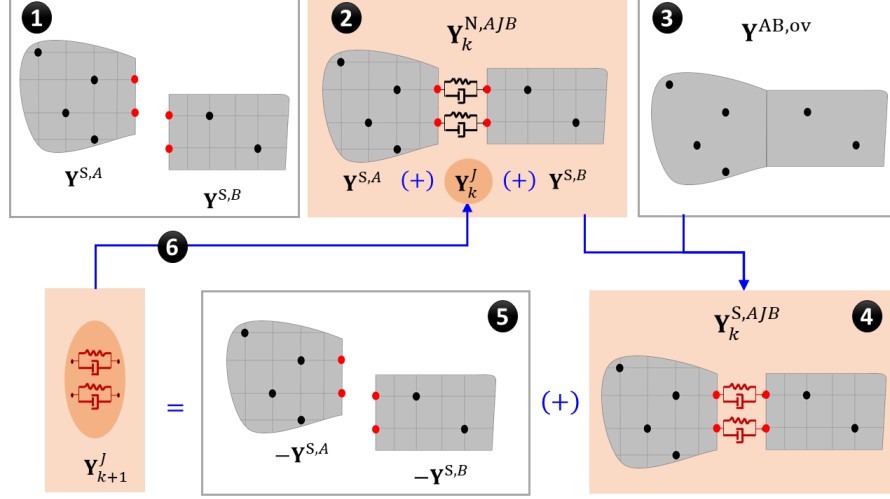 1
𝐘^{S,𝐴}
𝐘^{S,𝐵}
2
𝐘_𝑘^{N,𝐴𝐽𝐵}
𝐘^{S,𝐴} (+) 𝐘_𝑘^𝐽 (+) 𝐘^{S,𝐵}
3
𝐘^{AB,ov}
6
𝐘_{𝑘+1}^𝐽
=
5
−𝐘^{S,𝐴}
−𝐘^{S,𝐵}
(+)
𝐘_𝑘^{S,𝐴𝐽𝐵}
4